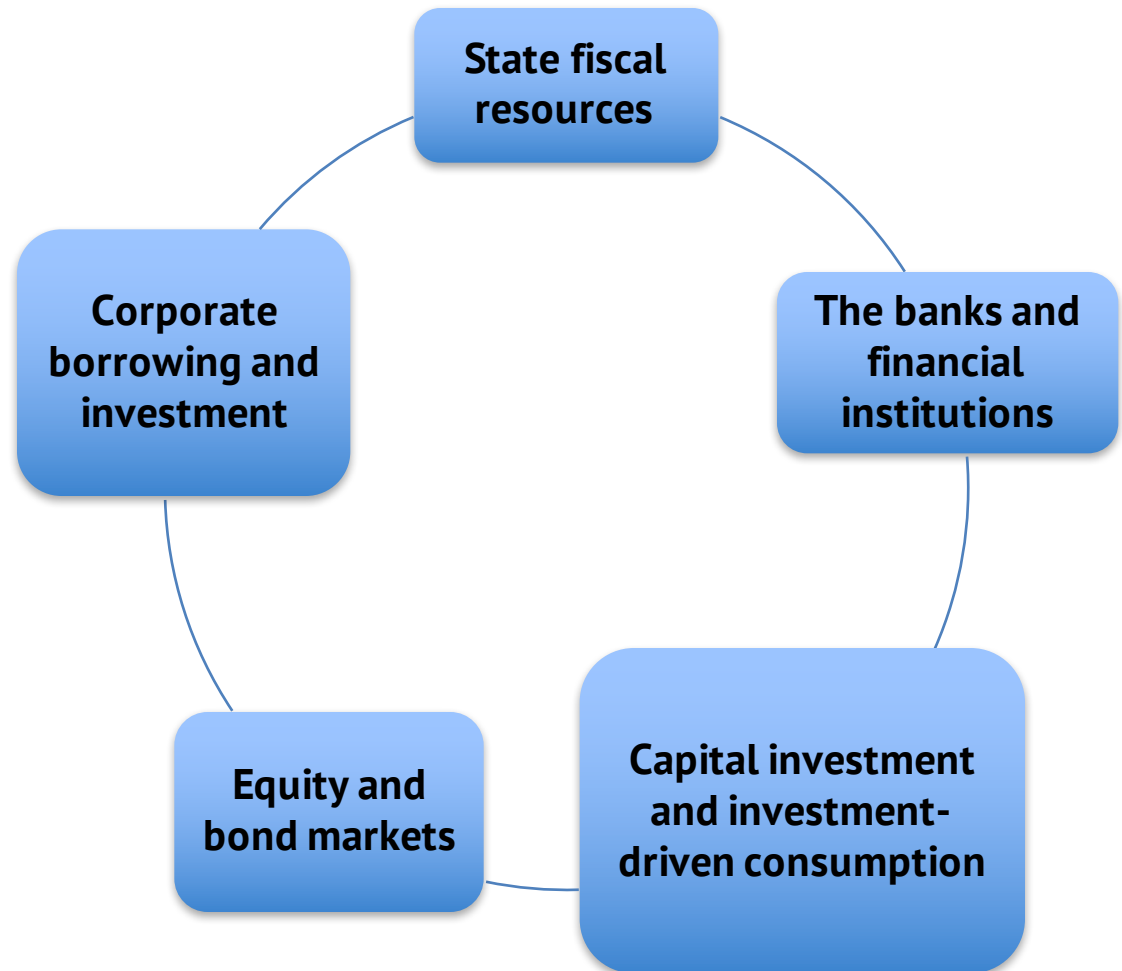 State fiscal
resources
The banks and
financial
institutions
Capital investment
and investment-
driven consumption
Equity and
bond markets
Corporate
borrowing and
investment